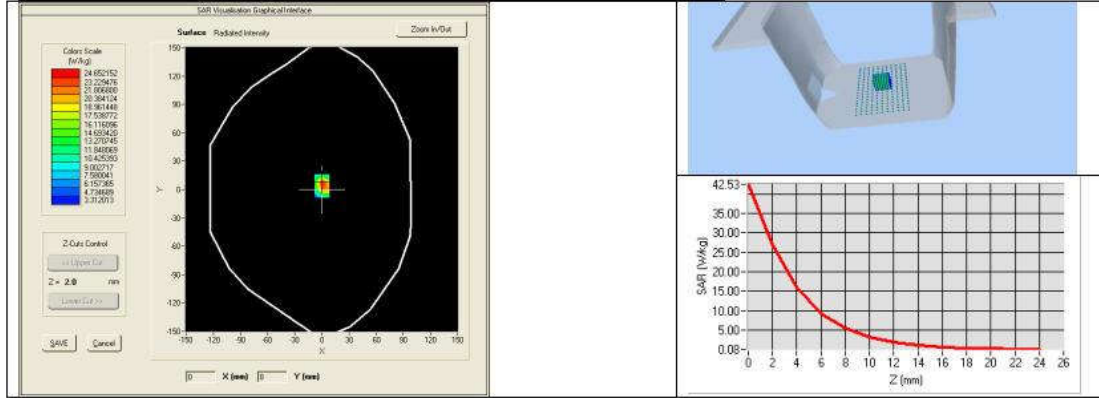 SAR Visualisation Graphical Interface
Surface Radiated Intensity
Zoom In/Out
Colors Scale
(W/kg)
24.652152
23.229476
21.806800
20.384124
18.961448
17.538772
16.116096
14.693420
13.270745
11.848069
10.425393
9.002717
7.580041
6.157365
4.734689
3.312013
Z-Cuts Control
<< Upper Cut
Z = 2.0 mm
Lower Cut >>
SAVE Cancel
Y
150
120
90
60
30
0
-30
-60
-90
-120
-150
-150 -120 -90 -60 -30 0 30 60 90 120 150
X
0 X (mm) 0 Y (mm)
SAR (W/kg)
42.53
35.00
30.00
25.00
20.00
15.00
10.00
5.00
0.08
0 2 4 6 8 10 12 14 16 18 20 22 24 26
Z (mm)